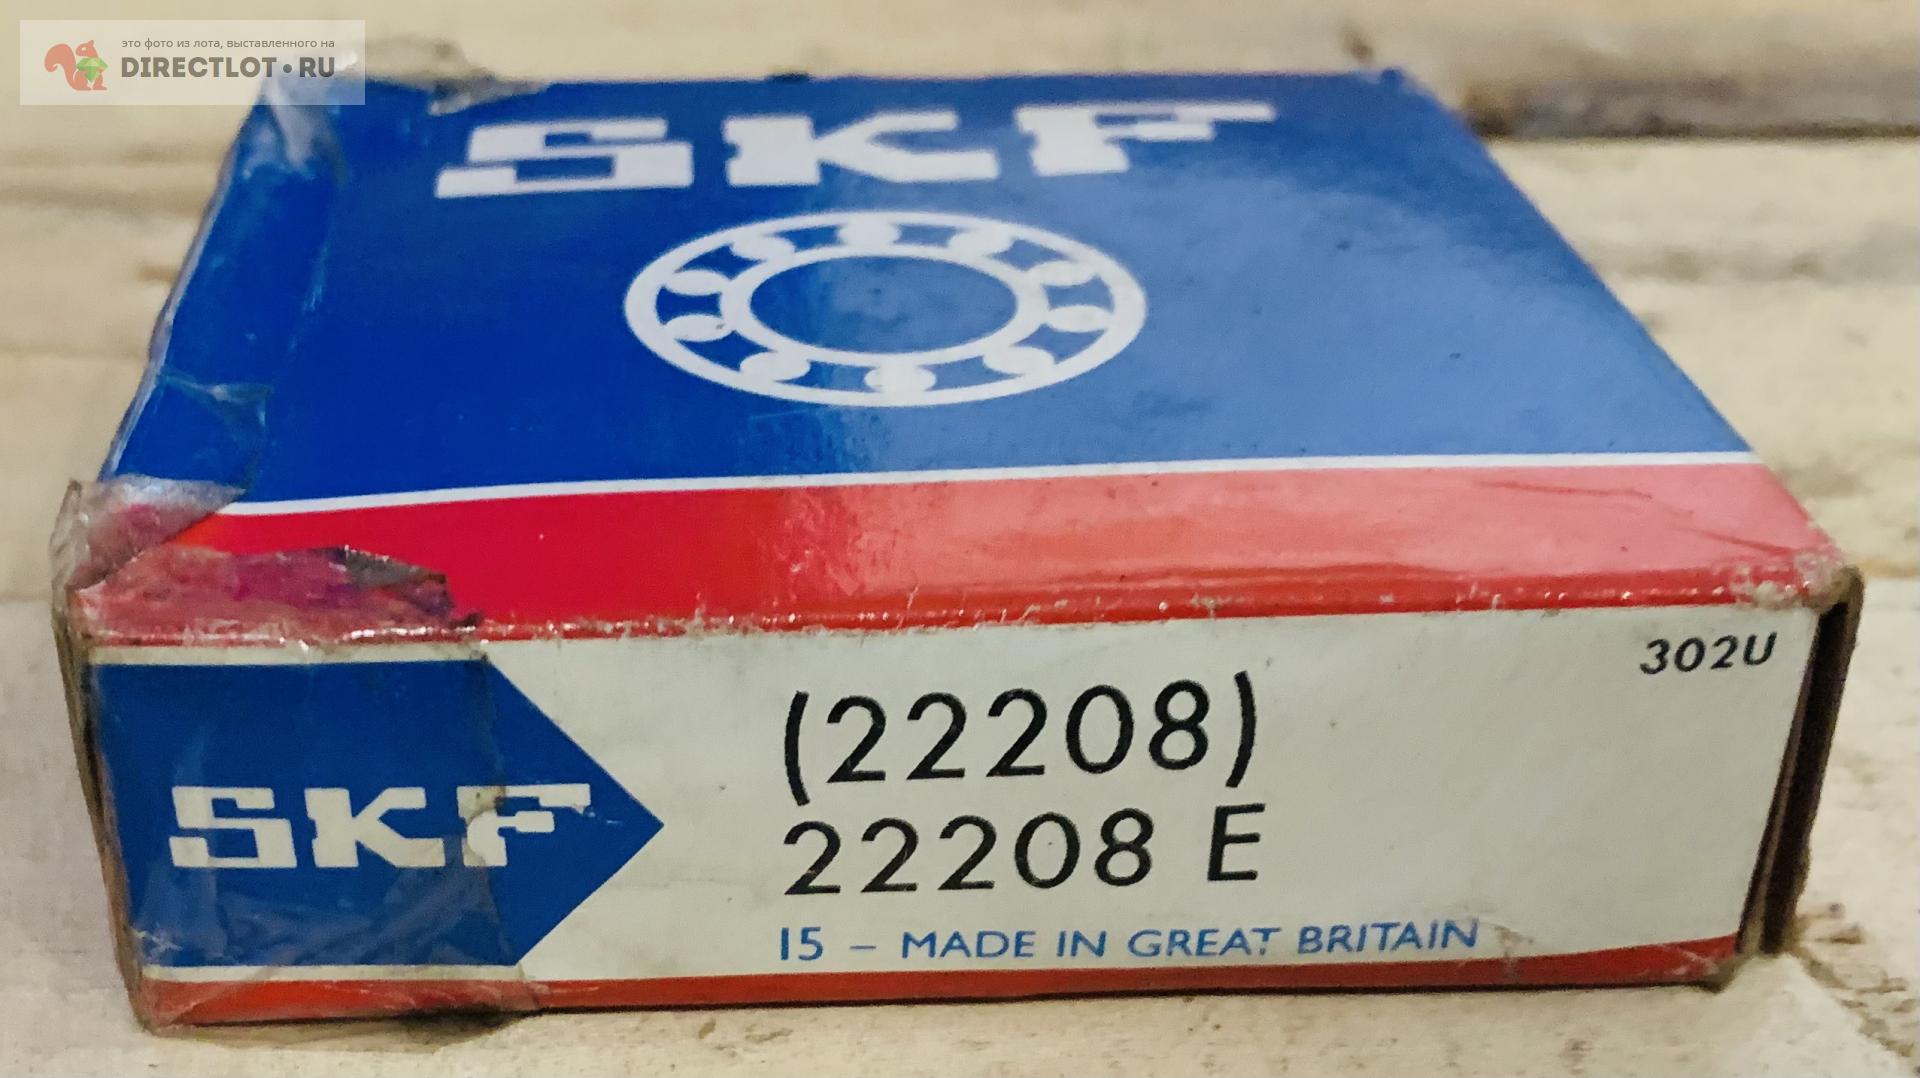 это фото из лота, выставленного на
DIRECTLOT•RU
SKF
302U
(22208)
SKF
22208 E
15 – MADE IN GREAT BRITAIN